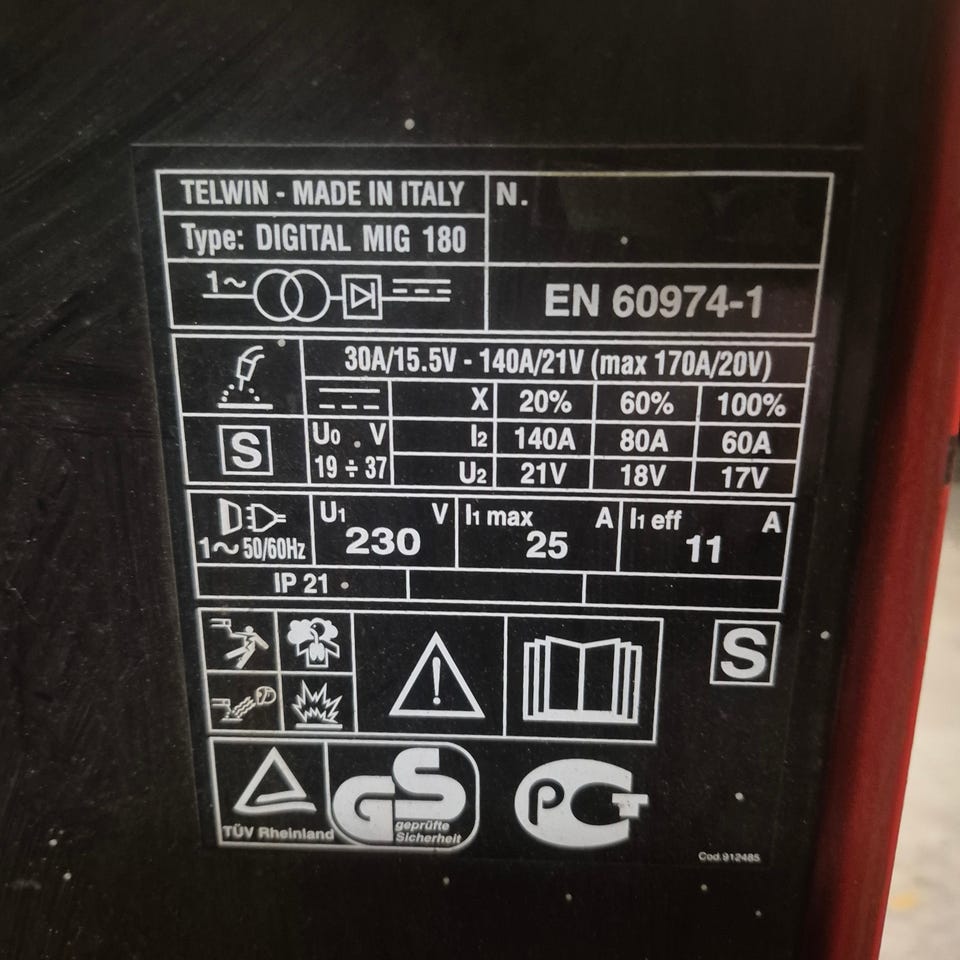 TELWIN - MADE IN ITALY
N.
Type: DIGITAL MIG 180
1~
EN 60974-1
30A/15.5V - 140A/21V (max 170A/20V)
X 20% 60% 100%
S
U0 V
19 ÷ 37
I2 140A 80A 60A
U2 21V 18V 17V
1~ 50/60Hz
U1 V
230
I1 max A
25
I1 eff A
11
IP 21
!
S
TÜV Rheinland
GS
geprüfte
Sicherheit
PCT
Cod.912485